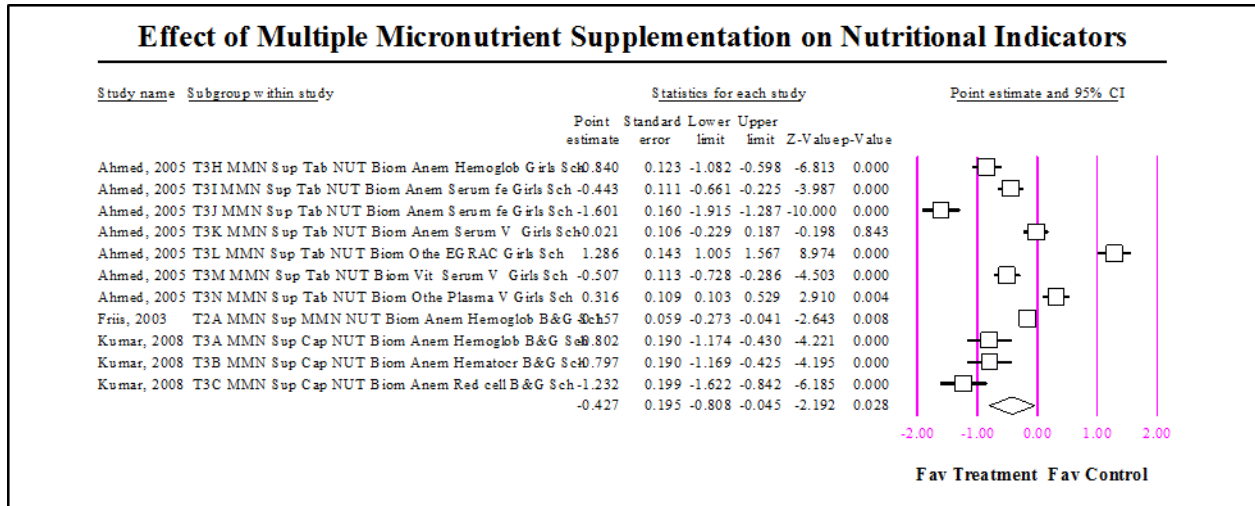 Effect of Multiple Micronutrient Supplementation on Nutritional Indicators
Study name Subgroup within study Statistics for each study Point estimate and 95% CI
Point Standard Lower Upper
estimate error limit limit Z-Value p-Value
Ahmed, 2005 T3H MMN Sup Tab NUT Biom Anem Hemoglob Girls Sch -0.840 0.123 -1.082 -0.598 -6.813 0.000
Ahmed, 2005 T3I MMN Sup Tab NUT Biom Anem Serum fe Girls Sch -0.443 0.111 -0.661 -0.225 -3.987 0.000
Ahmed, 2005 T3J MMN Sup Tab NUT Biom Anem Serum fe Girls Sch -1.601 0.160 -1.915 -1.287 -10.000 0.000
Ahmed, 2005 T3K MMN Sup Tab NUT Biom Anem Serum V Girls Sch -0.021 0.106 -0.229 0.187 -0.198 0.843
Ahmed, 2005 T3L MMN Sup Tab NUT Biom Othe EGRAC Girls Sch 1.286 0.143 1.005 1.567 8.974 0.000
Ahmed, 2005 T3M MMN Sup Tab NUT Biom Vit Serum V Girls Sch -0.507 0.113 -0.728 -0.286 -4.503 0.000
Ahmed, 2005 T3N MMN Sup Tab NUT Biom Othe Plasma V Girls Sch 0.316 0.109 0.103 0.529 2.910 0.004
Friis, 2003 T2A MMN Sup MMN NUT Biom Anem Hemoglob B&G Sch -0.157 0.059 -0.273 -0.041 -2.643 0.008
Kumar, 2008 T3A MMN Sup Cap NUT Biom Anem Hemoglob B&G Sch -0.802 0.190 -1.174 -0.430 -4.221 0.000
Kumar, 2008 T3B MMN Sup Cap NUT Biom Anem Hematocr B&G Sch -0.797 0.190 -1.169 -0.425 -4.195 0.000
Kumar, 2008 T3C MMN Sup Cap NUT Biom Anem Red cell B&G Sch -1.232 0.199 -1.622 -0.842 -6.185 0.000
-0.427 0.195 -0.808 -0.045 -2.192 0.028
-2.00 -1.00 0.00 1.00 2.00
Fav Treatment Fav Control